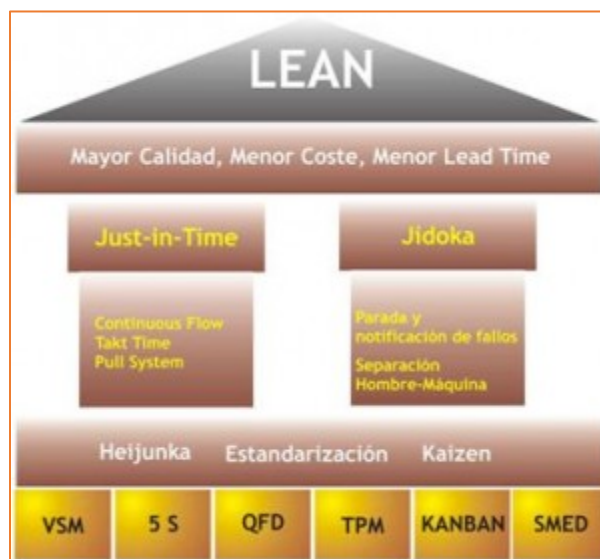 LEAN
Mayor Calidad, Menor Coste, Menor Lead Time
Just-in-Time
Jidoka
Continuous Flow
Takt Time
Pull System
Parada y
notificación de fallos
Separación
Hombre-Máquina
Heijunka Estandarización Kaizen
VSM 5 S QFD TPM KANBAN SMED